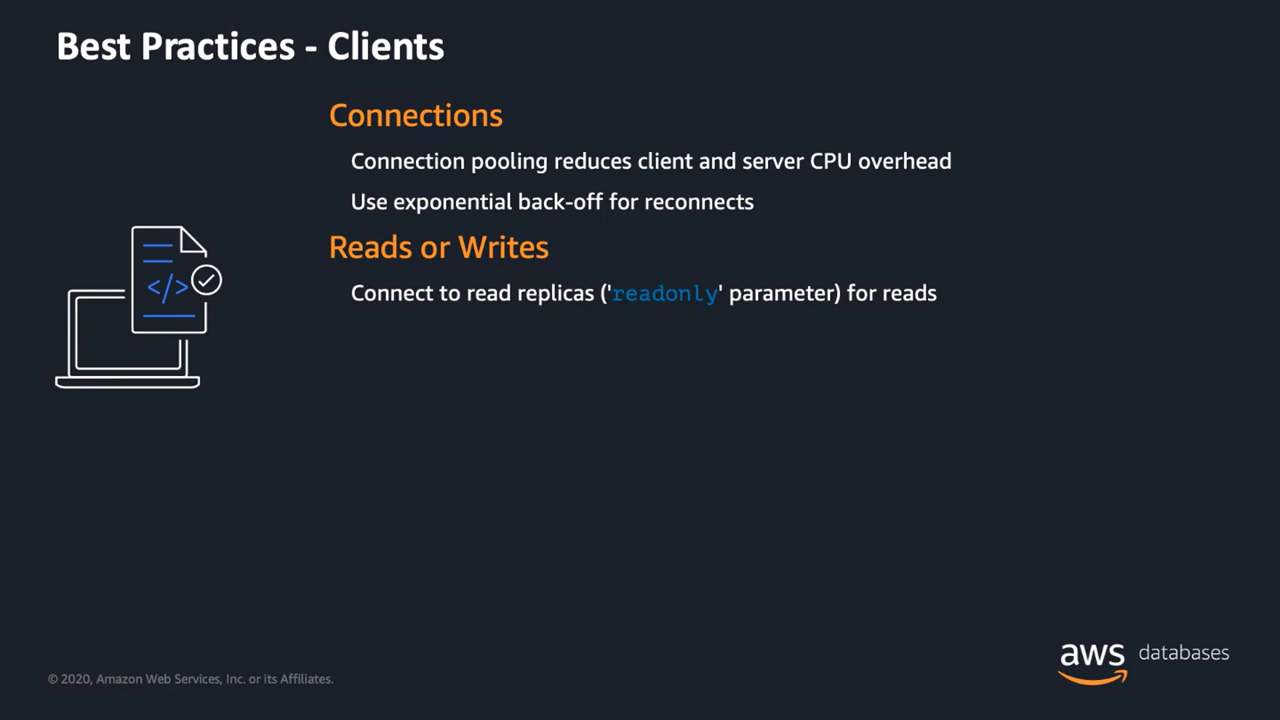 Best Practices - Clients
Connections
Connection pooling reduces client and server CPU overhead
Use exponential back-off for reconnects
Reads or Writes
Connect to read replicas ('readonly' parameter) for reads
</>
aws databases
© 2020, Amazon Web Services, Inc. or its Affiliates.